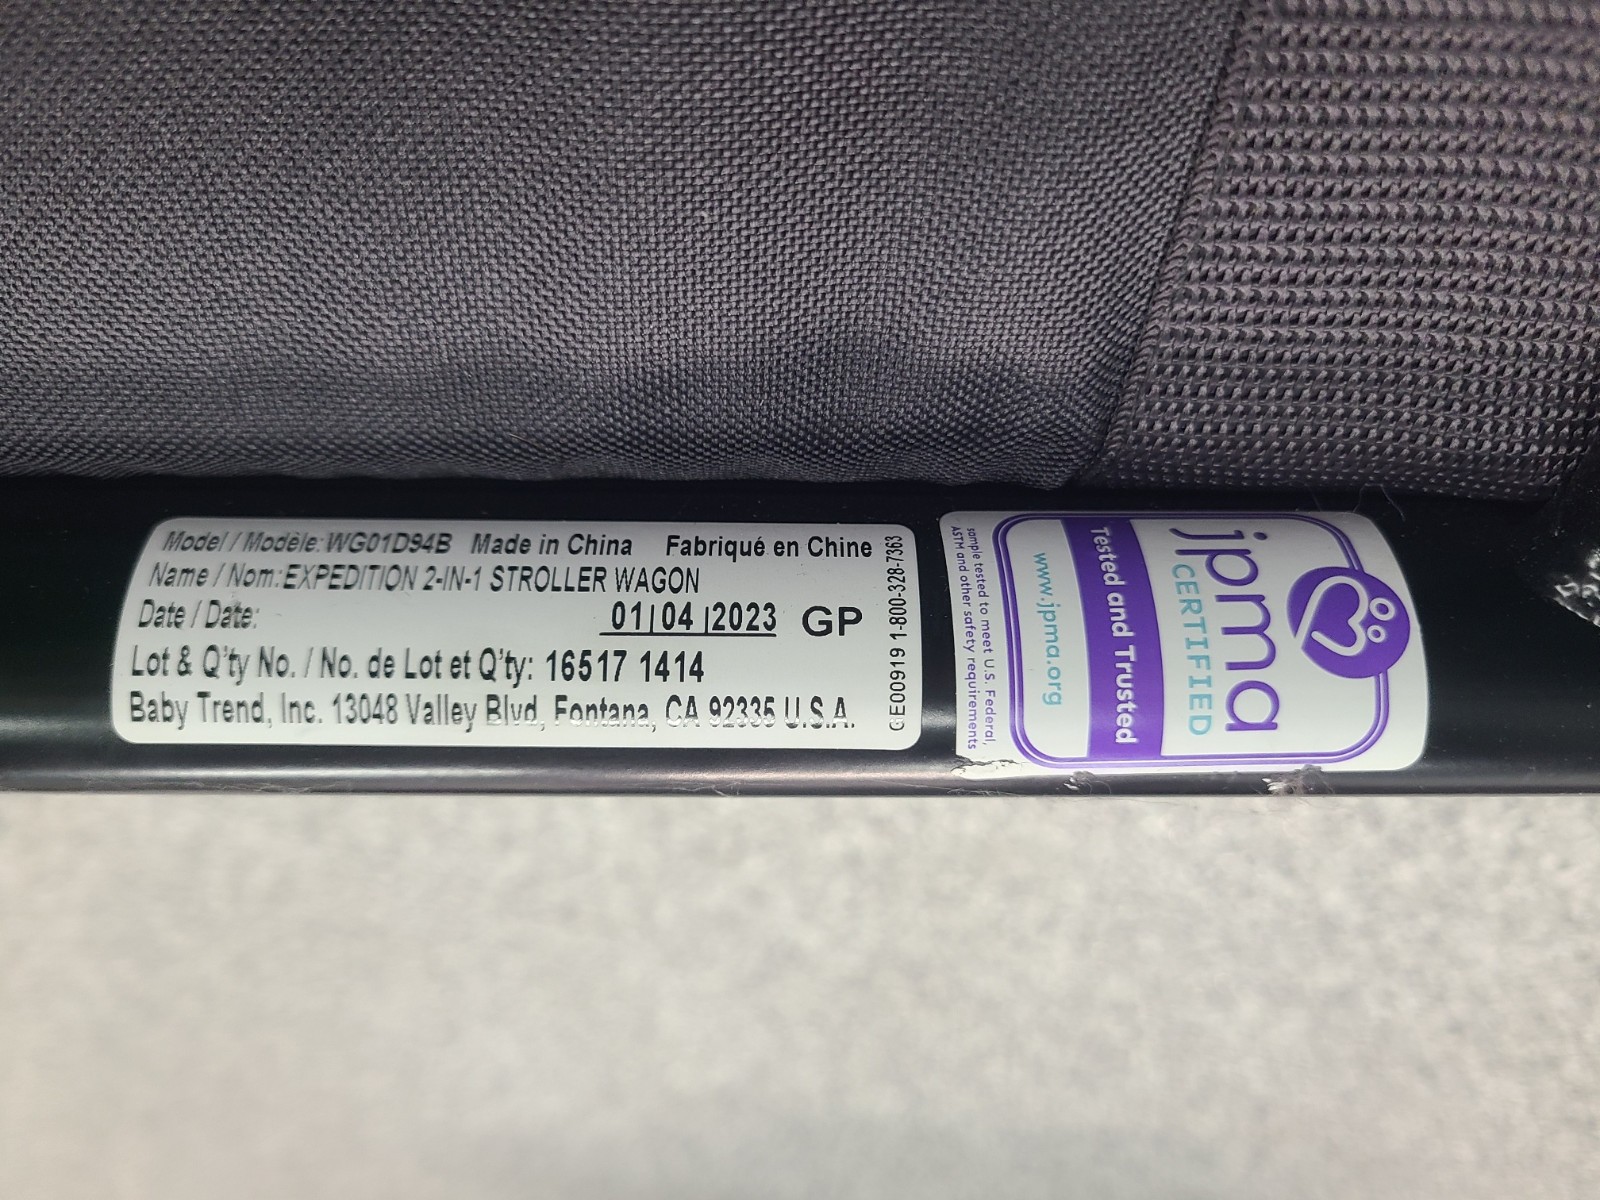 Model / Modèle: WG01D94B Made in China Fabriqué en Chine
Name / Nom: EXPEDITION 2-IN-1 STROLLER WAGON
Date / Date: 01 | 04 | 2023 GP
Lot & Q'ty No. / No. de Lot et Q'ty: 16517 1414
Baby Trend, Inc. 13048 Valley Blvd, Fontana, CA 92335 U.S.A.
GE00919 1-800-328-7363
jpma
CERTIFIED
Tested and Trusted
www.jpma.org
sample tested to meet U.S. Federal,
ASTM and other safety requirements